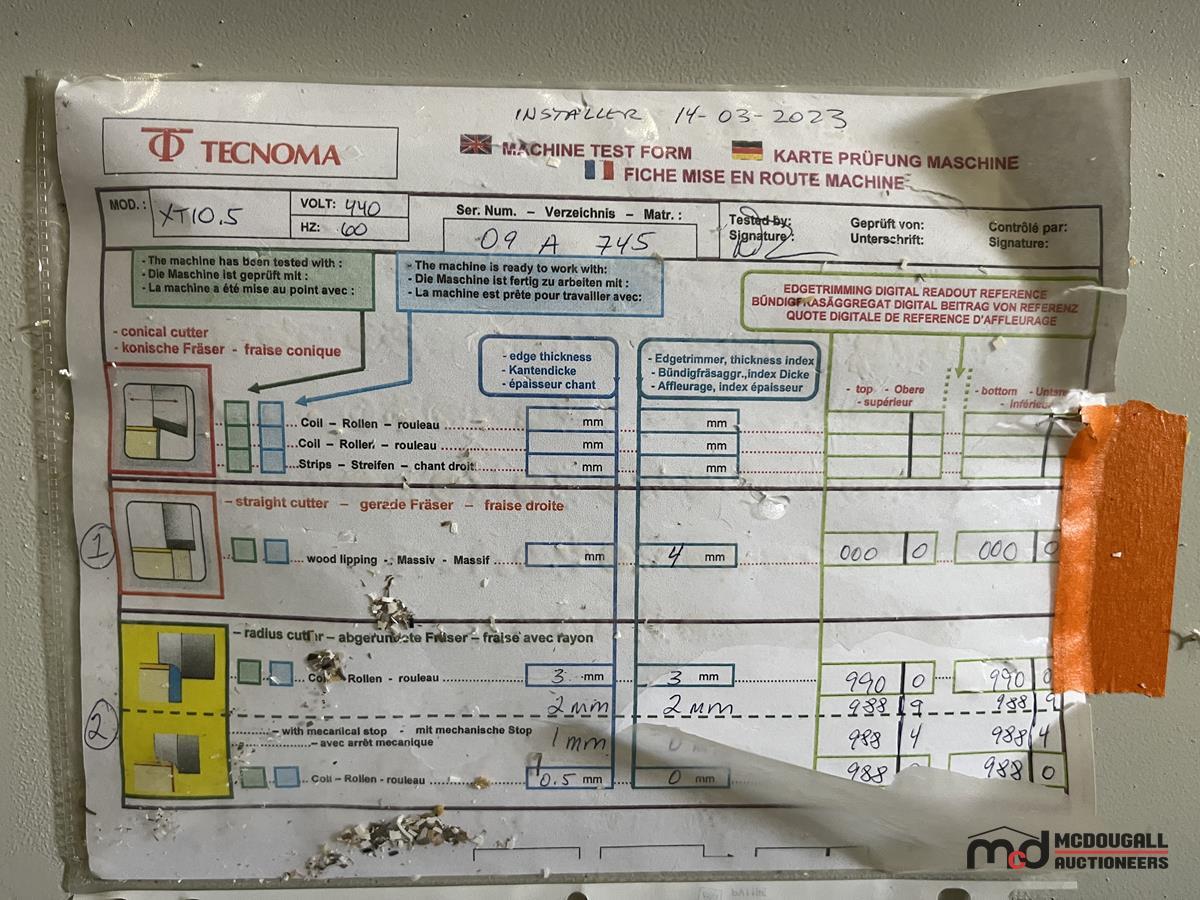 INSTALLER 14-03-2023
TECNOMA
MACHINE TEST FORM
KARTE PRÜFUNG MASCHINE
FICHE MISE EN ROUTE MACHINE
MOD.: XT10.5
VOLT: 440
HZ: 60
Ser. Num. – Verzeichnis – Matr. :
09 A 745
Tested by: Geprüft von: Contrôlé par:
Signature: Unterschrift: Signature:
- The machine has been tested with :
- Die Maschine ist geprüft mit :
- La machine a été mise au point avec :
- The machine is ready to work with:
- Die Maschine ist fertig zu arbeiten mit :
- La machine est prête pour travailler avec:
EDGETRIMMING DIGITAL READOUT REFERENCE
BÜNDIGFRÄSÄGGREGAT DIGITAL BEITRAG VON REFERENZ
QUOTE DIGITALE DE REFERENCE D'AFFLEURAGE
- conical cutter
- konische Fräser - fraise conique
- edge thickness
- Kantendicke
- épaisseur chant
- Edgetrimmer, thickness index
- Bündigfräsaggr.,index Dicke
- Affleurage, index épaisseur
- top - Obere
- supérieur
- bottom - Untere
- inférieur
Coil – Rollen – rouleau mm mm
Coil – Rollen – rouleau mm mm
Strips – Streifen – chant droit mm mm
– straight cutter – gerade Fräser – fraise droite
1
wood lipping - Massiv - Massif mm 4 mm 000 0 000 0
– radius cutter – abgerundete Fräser – fraise avec rayon
Coil - Rollen - rouleau 3 mm 3 mm 990 0 990 0
2mm 2mm 988 9 988 9
2
– with mecanical stop - mit mechanische Stop
– avec arrêt mecanique
1mm 988 4 988 4
Coil – Rollen – rouleau 0.5 mm 0 mm 988 988 0
mcd MCDOUGALL
AUCTIONEERS